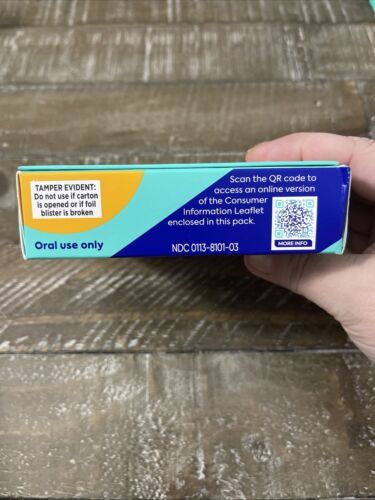 TAMPER EVIDENT:
Do not use if carton
is opened or if foil
blister is broken
Oral use only
Scan the QR code to
access an online version
of the Consumer
Information Leaflet
enclosed in this pack.
NDC 0113-8101-03
MORE INFO